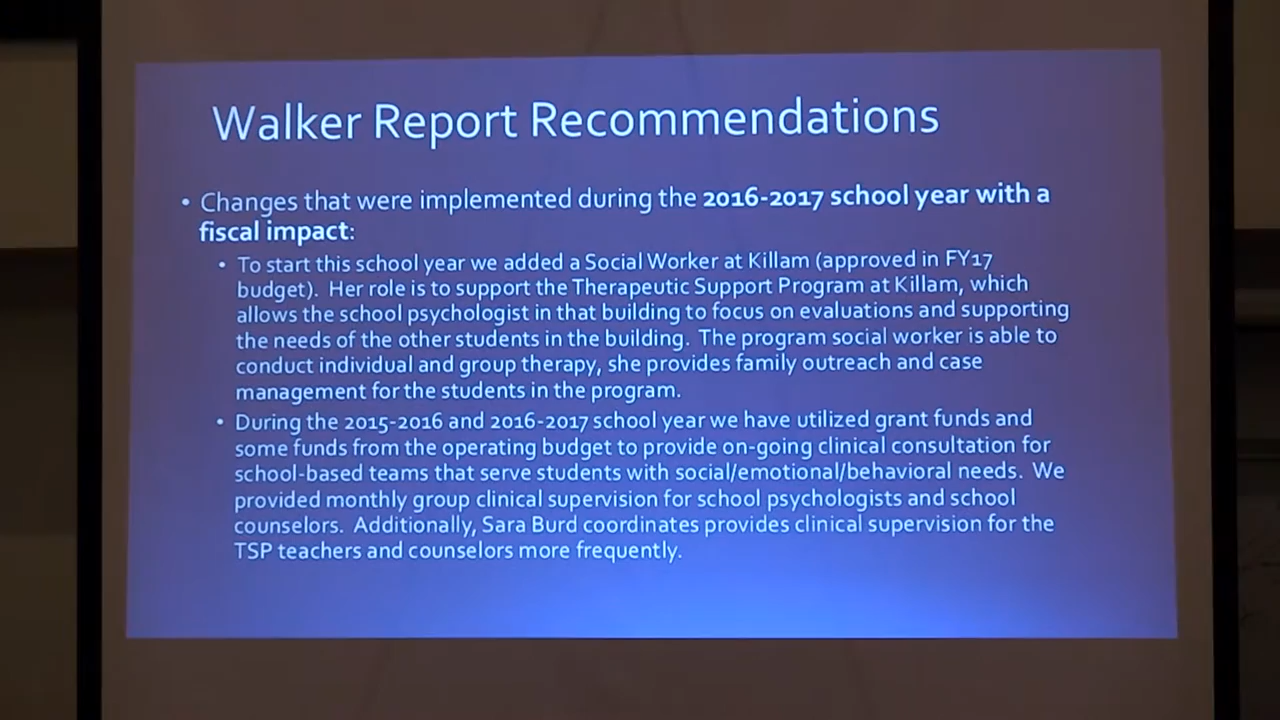 Walker Report Recommendations
• Changes that were implemented during the 2016-2017 school year with a
fiscal impact:
• To start this school year we added a Social Worker at Killam (approved in FY17
budget). Her role is to support the Therapeutic Support Program at Killam, which
allows the school psychologist in that building to focus on evaluations and supporting
the needs of the other students in the building. The program social worker is able to
conduct individual and group therapy, she provides family outreach and case
management for the students in the program.
• During the 2015-2016 and 2016-2017 school year we have utilized grant funds and
some funds from the operating budget to provide on-going clinical consultation for
school-based teams that serve students with social/emotional/behavioral needs. We
provided monthly group clinical supervision for school psychologists and school
counselors. Additionally, Sara Burd coordinates provides clinical supervision for the
TSP teachers and counselors more frequently.